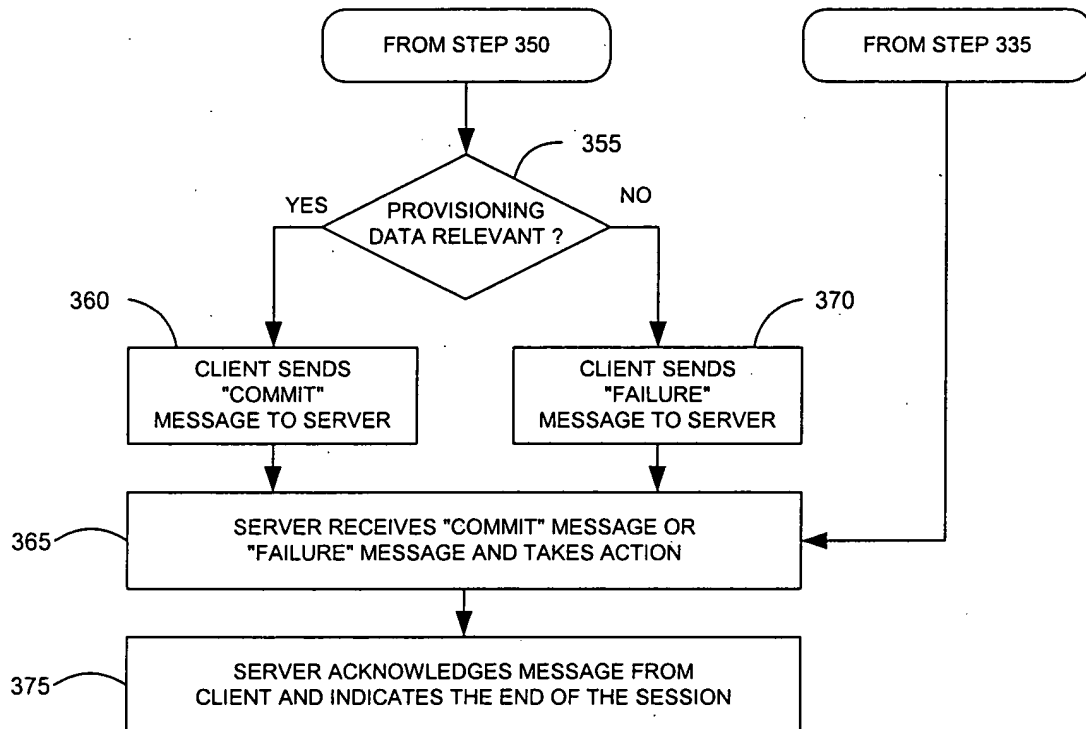 FROM STEP 350
FROM STEP 335
355
YES
NO
PROVISIONING
DATA RELEVANT ?
360
370
CLIENT SENDS
"COMMIT"
MESSAGE TO SERVER
CLIENT SENDS
"FAILURE"
MESSAGE TO SERVER
365
SERVER RECEIVES "COMMIT" MESSAGE OR
"FAILURE" MESSAGE AND TAKES ACTION
375
SERVER ACKNOWLEDGES MESSAGE FROM
CLIENT AND INDICATES THE END OF THE SESSION